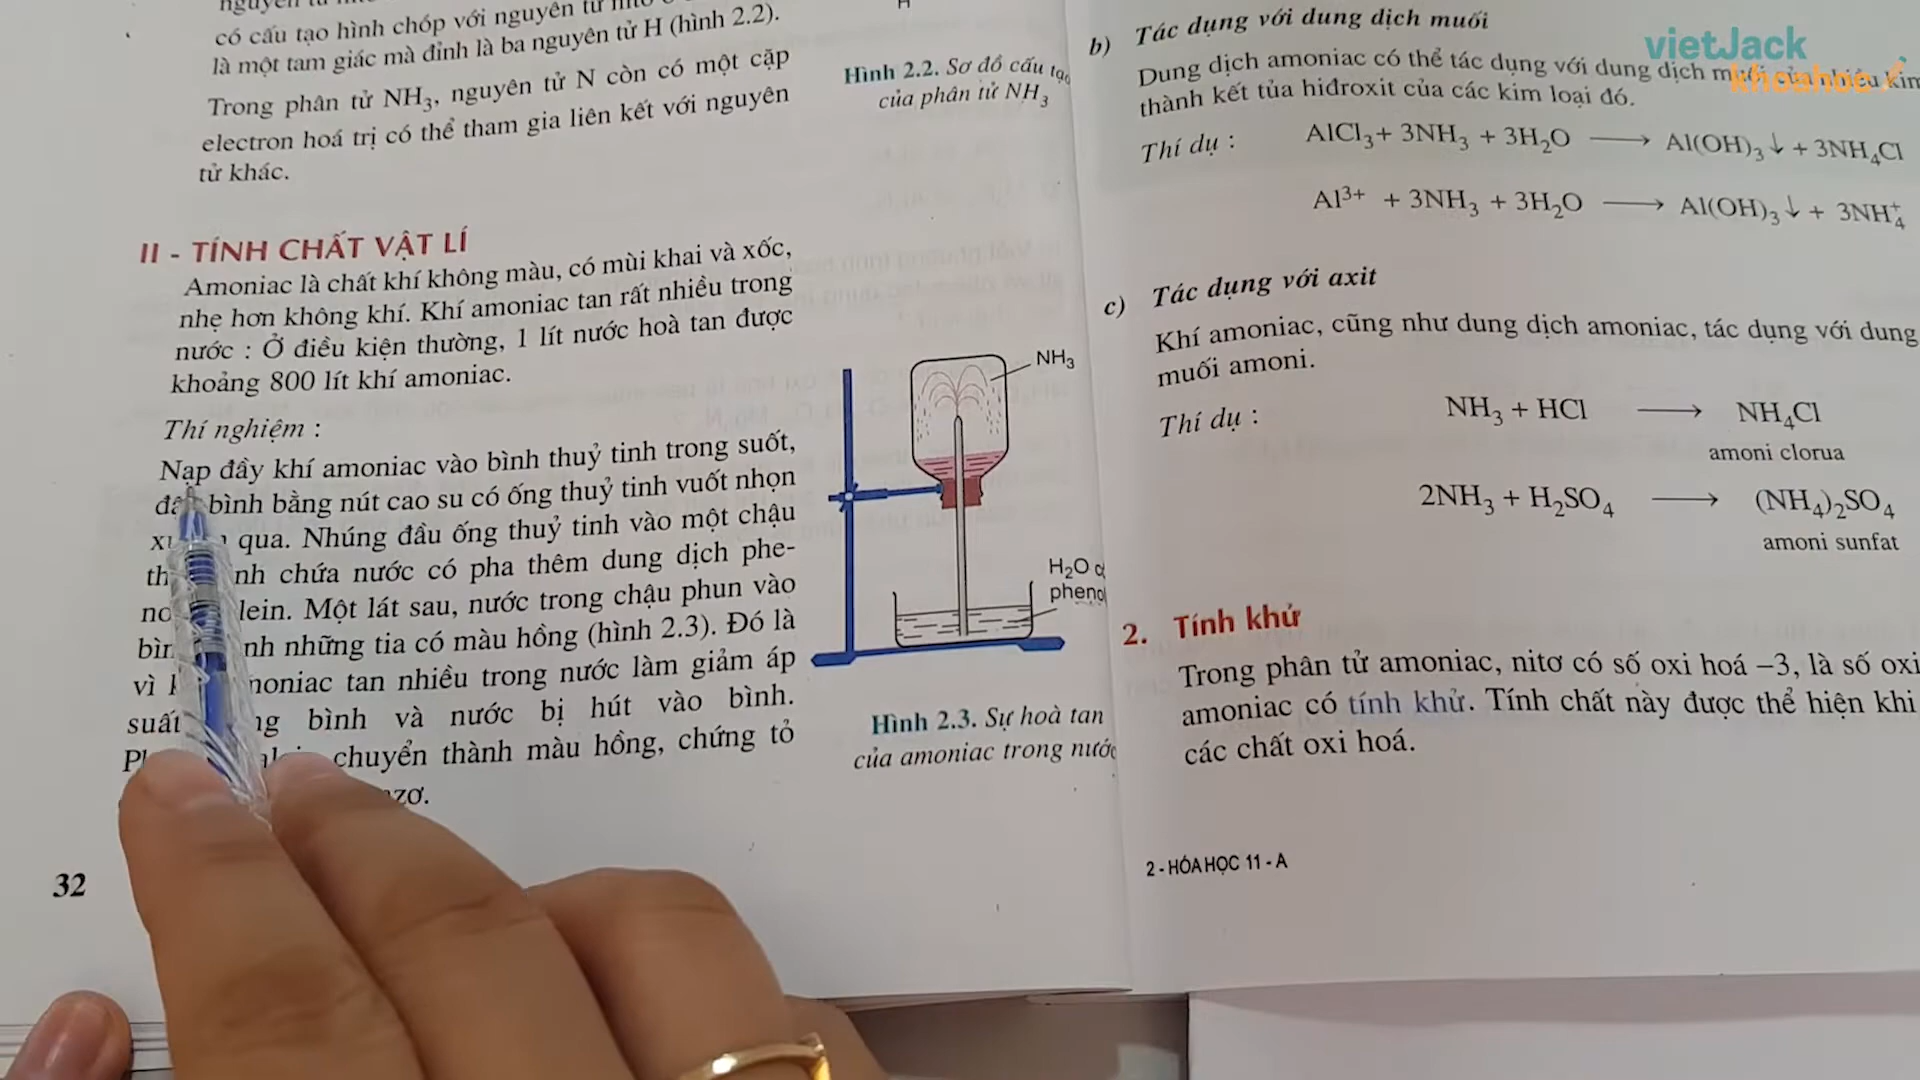 có cấu tạo hình chóp với nguyên tử
là một tam giác mà đỉnh là ba nguyên tử H (hình 2.2).
Trong phân tử NH₃, nguyên tử N còn có một cặp
electron hoá trị có thể tham gia liên kết với nguyên
tử khác.
H
Hình 2.2. Sơ đồ cấu tạo
của phân tử NH₃
II - TÍNH CHẤT VẬT LÍ
Amoniac là chất khí không màu, có mùi khai và xốc,
nhẹ hơn không khí. Khí amoniac tan rất nhiều trong
nước : Ở điều kiện thường, 1 lít nước hoà tan được
khoảng 800 lít khí amoniac.
Thí nghiệm :
Nạp đầy khí amoniac vào bình thuỷ tinh trong suốt,
bình bằng nút cao su có ống thuỷ tinh vuốt nhọn
qua. Nhúng đầu ống thuỷ tinh vào một chậu
chứa nước có pha thêm dung dịch phe-
lein. Một lát sau, nước trong chậu phun vào
những tia có màu hồng (hình 2.3). Đó là
vì amoniac tan nhiều trong nước làm giảm áp
suất bình và nước bị hút vào bình.
chuyển thành màu hồng, chứng tỏ
NH₃
H₂O
pheno
Hình 2.3. Sự hoà tan
của amoniac trong nước
32
b) Tác dụng với dung dịch muối
Dung dịch amoniac có thể tác dụng với dung dịch kim
thành kết tủa hiđroxit của các kim loại đó.
Thí dụ : AlCl₃ + 3NH₃ + 3H₂O ⟶ Al(OH)₃↓ + 3NH₄Cl
Al³⁺ + 3NH₃ + 3H₂O ⟶ Al(OH)₃↓ + 3NH₄⁺
c) Tác dụng với axit
Khí amoniac, cũng như dung dịch amoniac, tác dụng với dung
muối amoni.
Thí dụ : NH₃ + HCl ⟶ NH₄Cl
amoni clorua
2NH₃ + H₂SO₄ ⟶ (NH₄)₂SO₄
amoni sunfat
2. Tính khử
Trong phân tử amoniac, nitơ có số oxi hoá −3, là số oxi
amoniac có tính khử. Tính chất này được thể hiện khi
các chất oxi hoá.
2 - HÓA HỌC 11 - A
vietJack
khoahoc